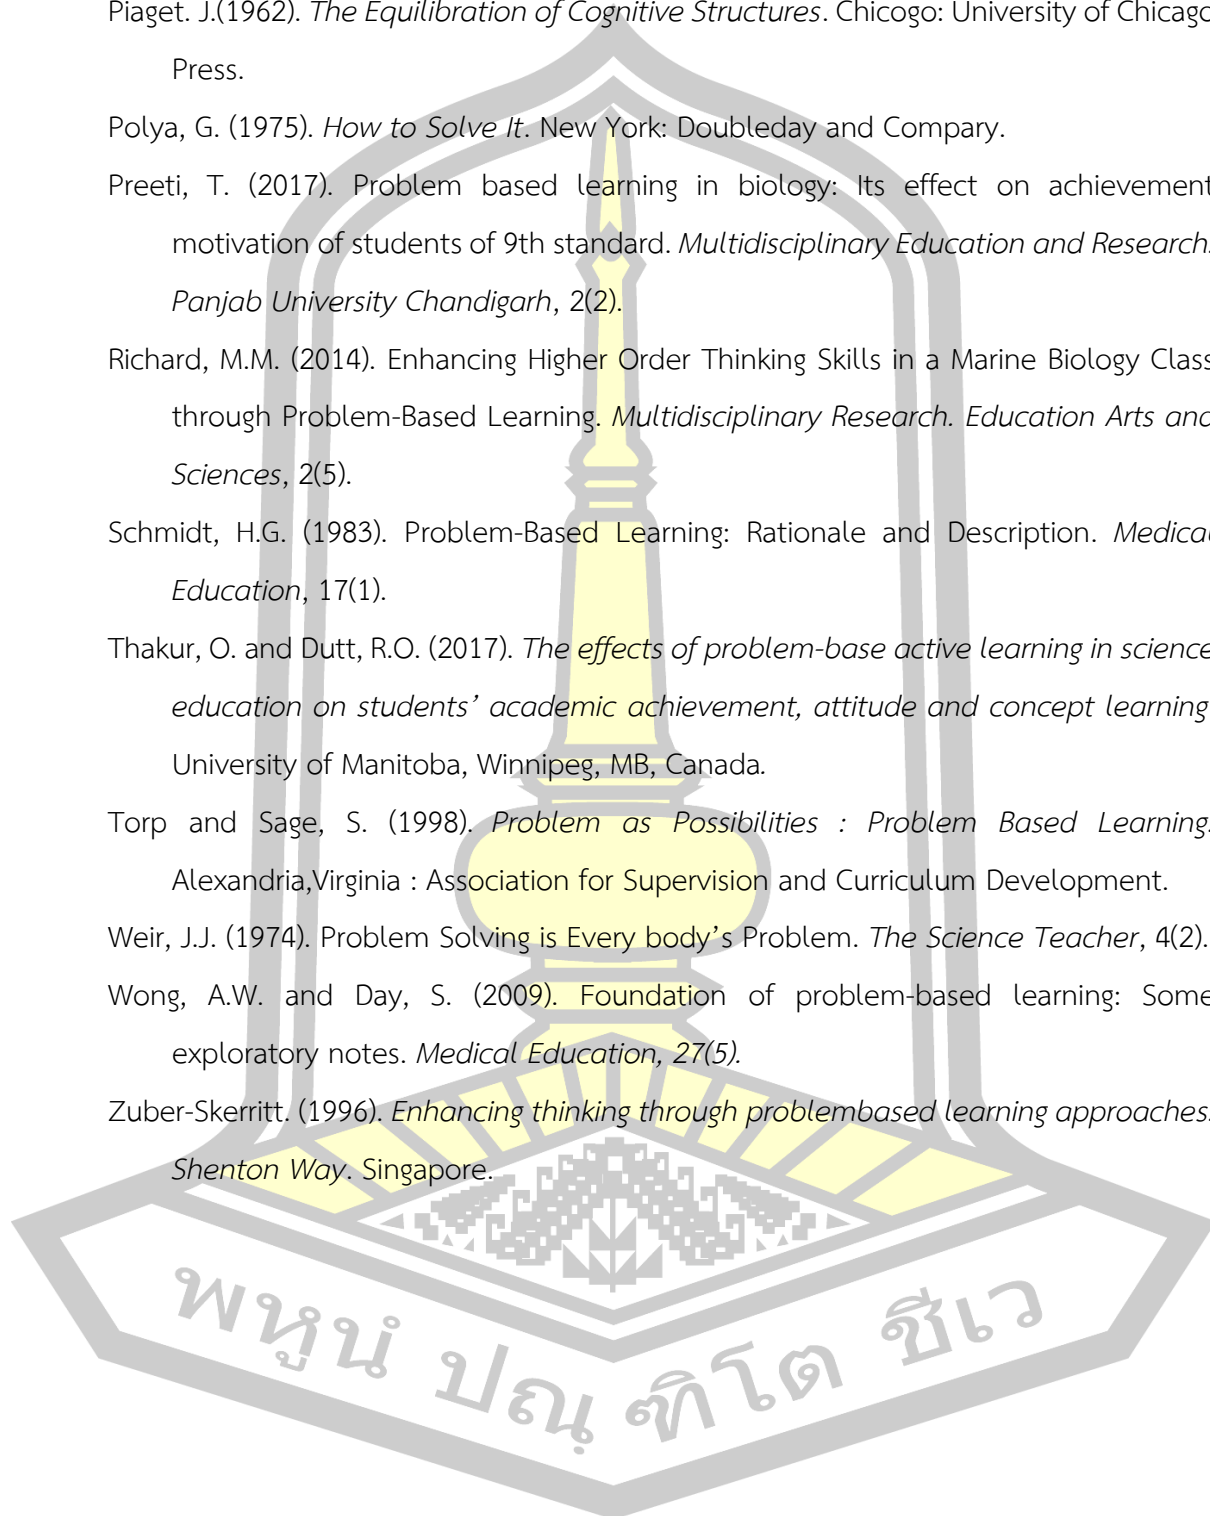 Piaget. J.(1962). The Equilibration of Cognitive Structures. Chicogo: University of Chicago
Press.
Polya, G. (1975). How to Solve It. New York: Doubleday and Compary.
Preeti, T. (2017). Problem based learning in biology: Its effect on achievement
motivation of students of 9th standard. Multidisciplinary Education and Research.
Panjab University Chandigarh, 2(2).
Richard, M.M. (2014). Enhancing Higher Order Thinking Skills in a Marine Biology Class
through Problem-Based Learning. Multidisciplinary Research. Education Arts and
Sciences, 2(5).
Schmidt, H.G. (1983). Problem-Based Learning: Rationale and Description. Medical
Education, 17(1).
Thakur, O. and Dutt, R.O. (2017). The effects of problem-base active learning in science
education on students’ academic achievement, attitude and concept learning
University of Manitoba, Winnipeg, MB, Canada.
Torp and Sage, S. (1998). Problem as Possibilities : Problem Based Learning.
Alexandria,Virginia : Association for Supervision and Curriculum Development.
Weir, J.J. (1974). Problem Solving is Every body’s Problem. The Science Teacher, 4(2).
Wong, A.W. and Day, S. (2009). Foundation of problem-based learning: Some
exploratory notes. Medical Education, 27(5).
Zuber-Skerritt. (1996). Enhancing thinking through problembased learning approaches.
Shenton Way. Singapore.
พหูนํ ปณฺฑิโต ชีเว